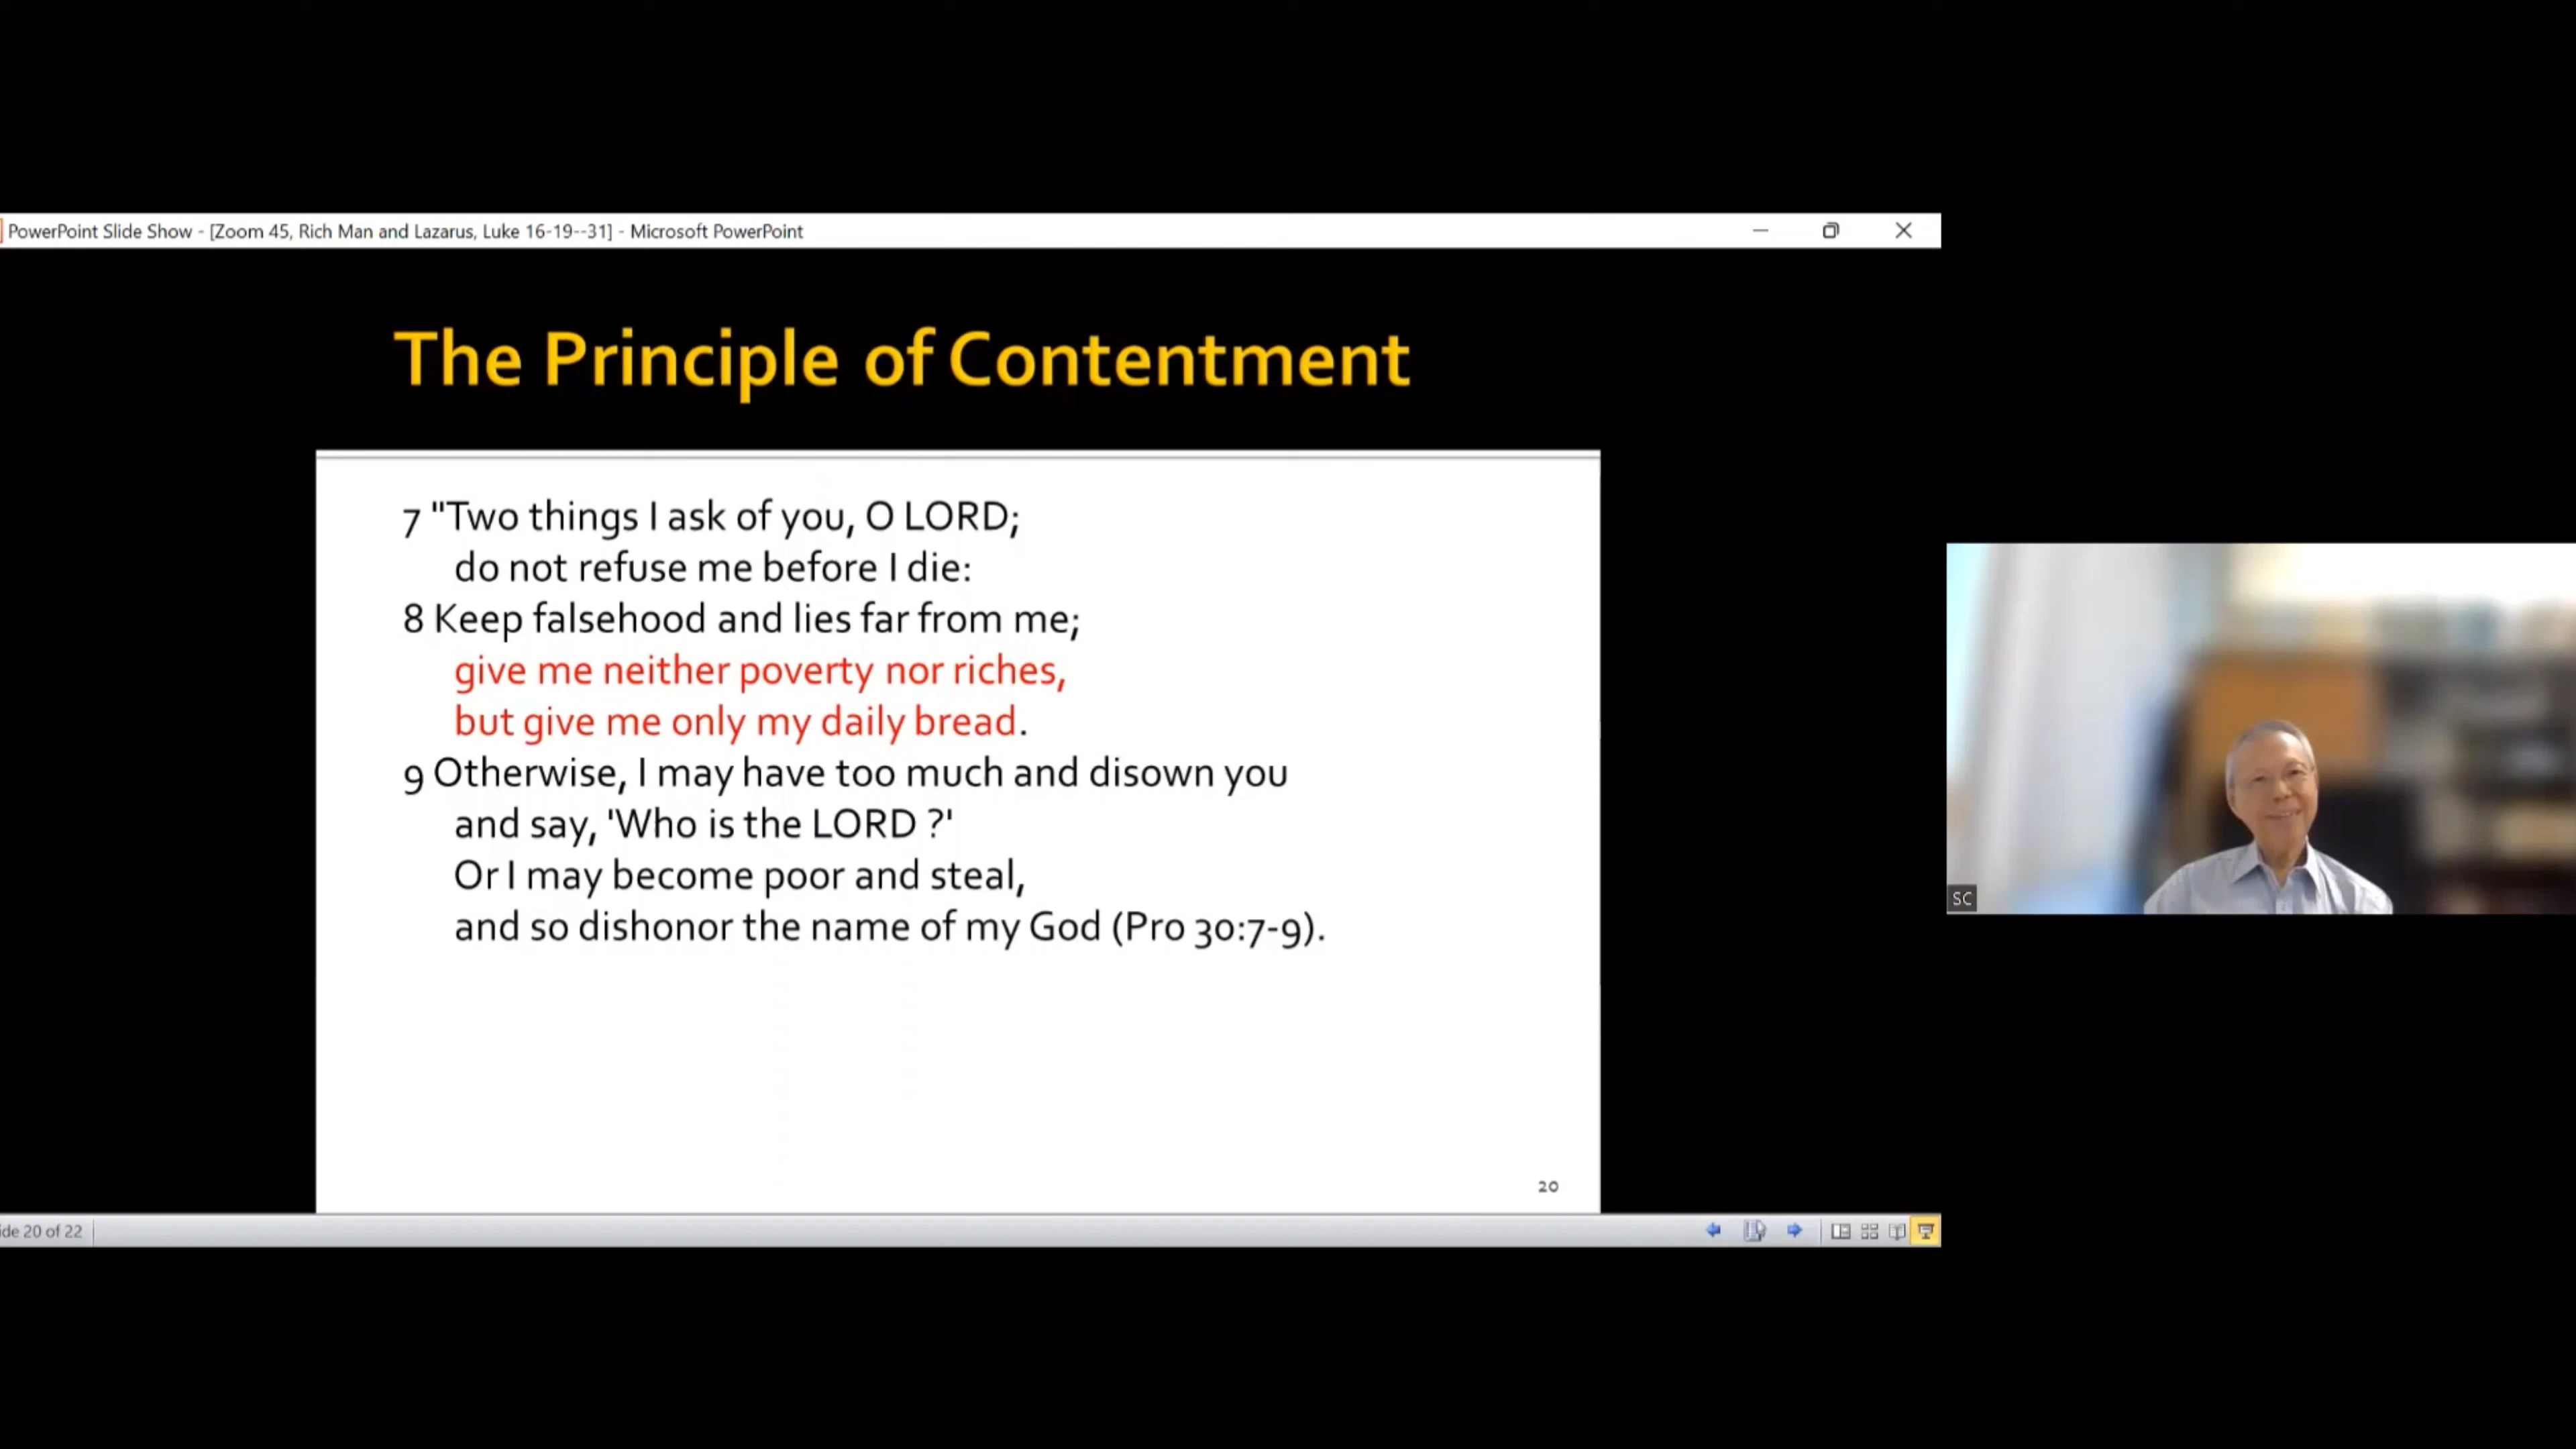 PowerPoint Slide Show - [Zoom 45, Rich Man and Lazarus, Luke 16-19--31] - Microsoft PowerPoint
The Principle of Contentment
7 "Two things I ask of you, O LORD;
do not refuse me before I die:
8 Keep falsehood and lies far from me;
give me neither poverty nor riches,
but give me only my daily bread.
9 Otherwise, I may have too much and disown you
and say, 'Who is the LORD ?'
Or I may become poor and steal,
and so dishonor the name of my God (Pro 30:7-9).
SC
20
ide 20 of 22